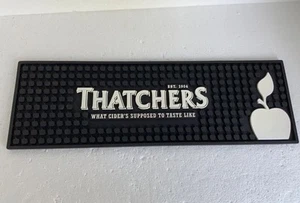 EST. 1904
THATCHERS
WHAT CIDER'S SUPPOSED TO TASTE LIKE